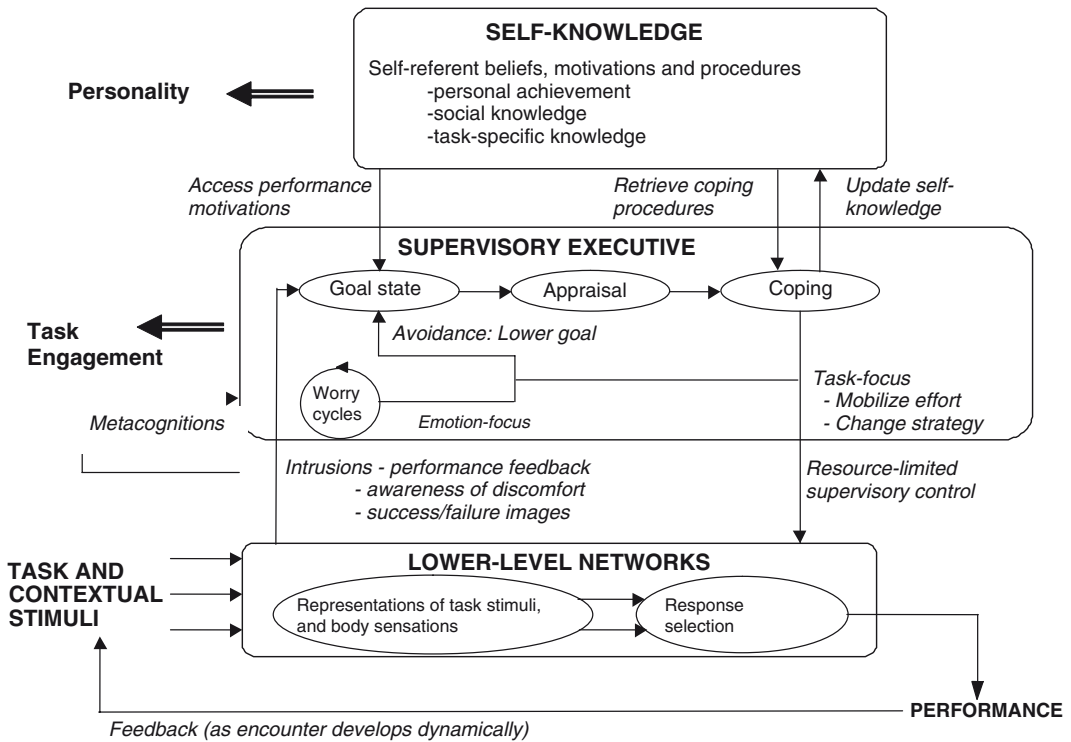 SELF-KNOWLEDGE
Self-referent beliefs, motivations and procedures
-personal achievement
-social knowledge
-task-specific knowledge
Personality
Access performance
motivations
Retrieve coping
procedures
Update self-
knowledge
SUPERVISORY EXECUTIVE
Goal state
Appraisal
Coping
Avoidance: Lower goal
Task
Engagement
Worry
cycles
Emotion-focus
Task-focus
- Mobilize effort
- Change strategy
Metacognitions
Intrusions - performance feedback
- awareness of discomfort
- success/failure images
Resource-limited
supervisory control
LOWER-LEVEL NETWORKS
TASK AND
CONTEXTUAL
STIMULI
Representations of task stimuli,
and body sensations
Response
selection
PERFORMANCE
Feedback (as encounter develops dynamically)